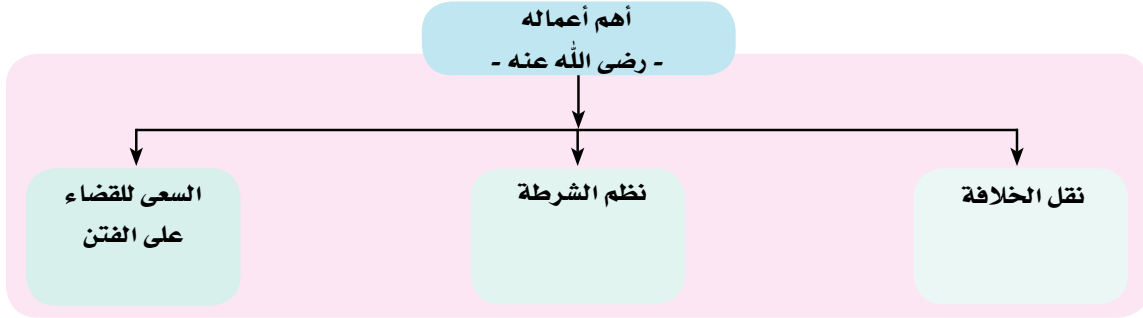 أهم أعماله
- رضى الله عنه -
نقل الخلافة
نظم الشرطة
السعى للقضاء
على الفتن